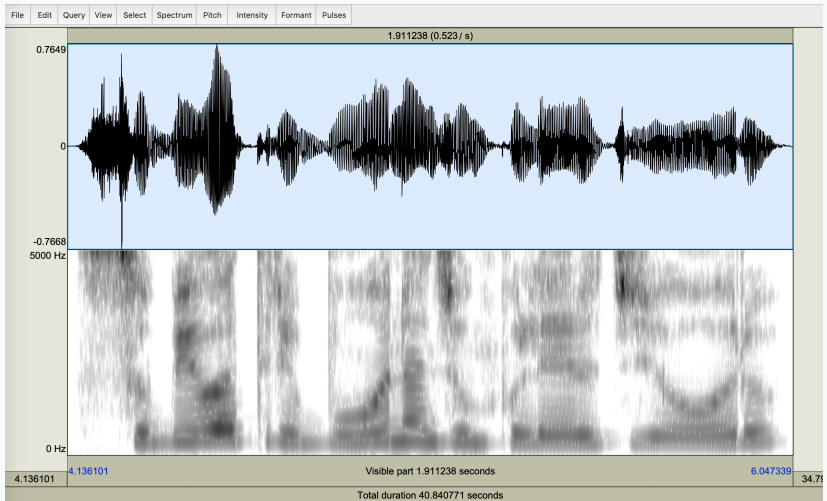 File Edit Query View Select Spectrum Pitch Intensity Formant Pulses
1.911238 (0.523 / s)
0.7649
0
-0.7668
5000 Hz
0 Hz
4.136101 Visible part 1.911238 seconds 6.047339
4.136101 34.79
Total duration 40.840771 seconds